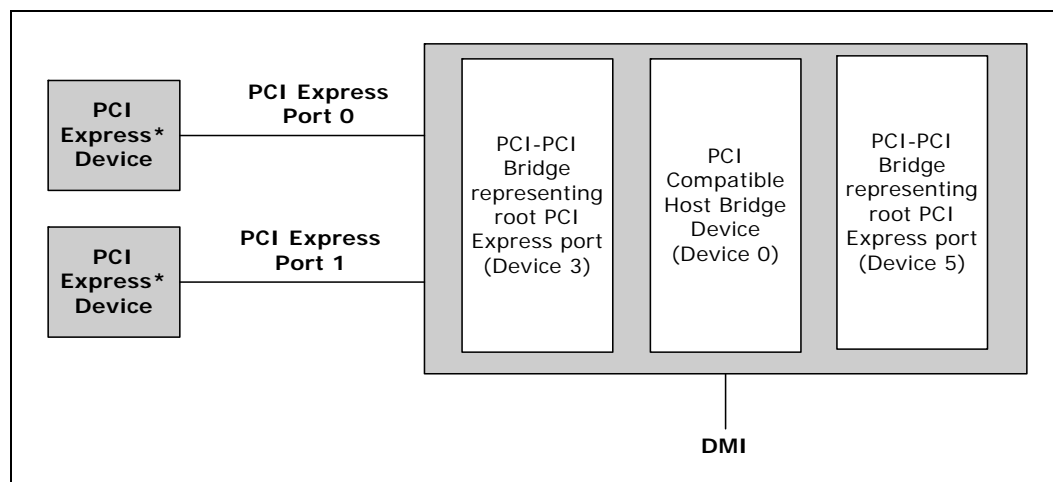 PCI
Express*
Device
PCI Express
Port 0
PCI
Express*
Device
PCI Express
Port 1
PCI-PCI
Bridge
representing
root PCI
Express port
(Device 3)
PCI
Compatible
Host Bridge
Device
(Device 0)
PCI-PCI
Bridge
representing
root PCI
Express port
(Device 5)
DMI